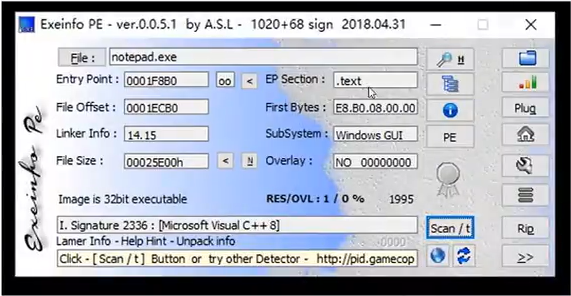 Exeinfo PE - ver.0.0.5.1 by A.S.L - 1020+68 sign 2018.04.31
File : notepad.exe H
Entry Point : 0001F8B0 oo < EP Section : .text
File Offset : 0001ECB0 First Bytes : E8.B0.08.00.00 Plug
Linker Info : 14.15 SubSystem : Windows GUI PE
File Size : 00025E00h < N Overlay : NO 00000000
Image is 32bit executable RES/OVL : 1 / 0 % 1995
I. Signature 2336 : [Microsoft Visual C++ 8] Scan / t Rip
Lamer Info - Help Hint - Unpack info -0000-
Click - [ Scan / t ] Button or try other Detector - http://pid.gamecop >>
Exeinfo Pe